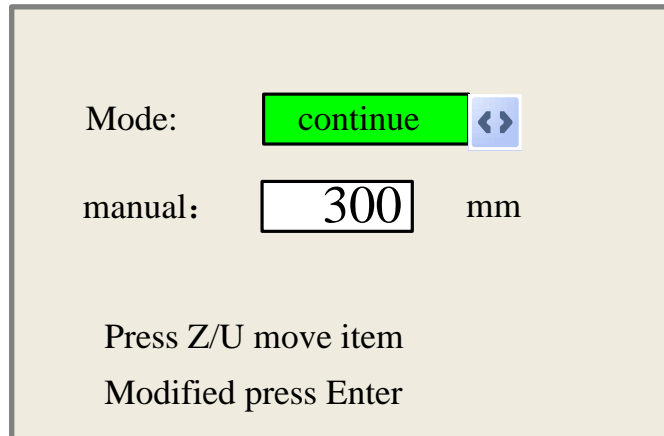 Mode: continue
manual： 300 mm
Press Z/U move item
Modified press Enter